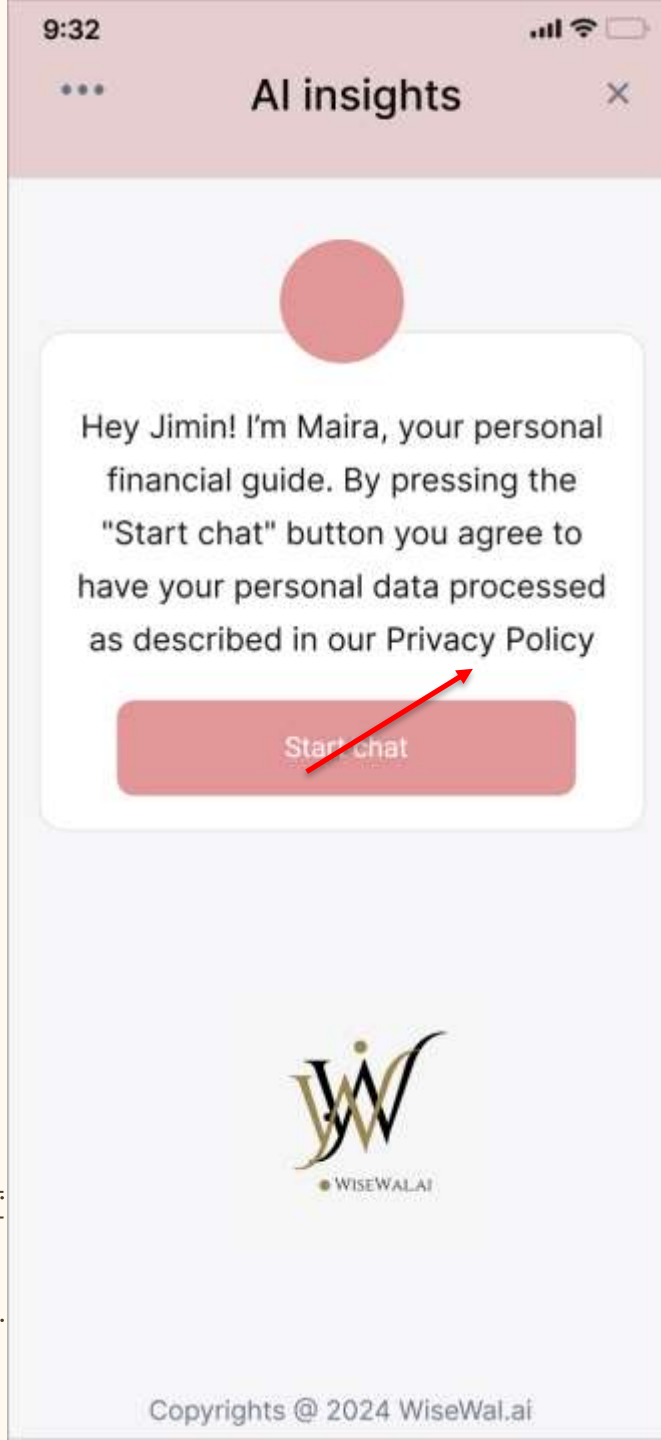 9:32
AI insights
Hey Jimin! I'm Maira, your personal
financial guide. By pressing the
"Start chat" button you agree to
have your personal data processed
as described in our Privacy Policy
Start chat
WISEWAL.AI
Copyrights @ 2024 WiseWal.ai